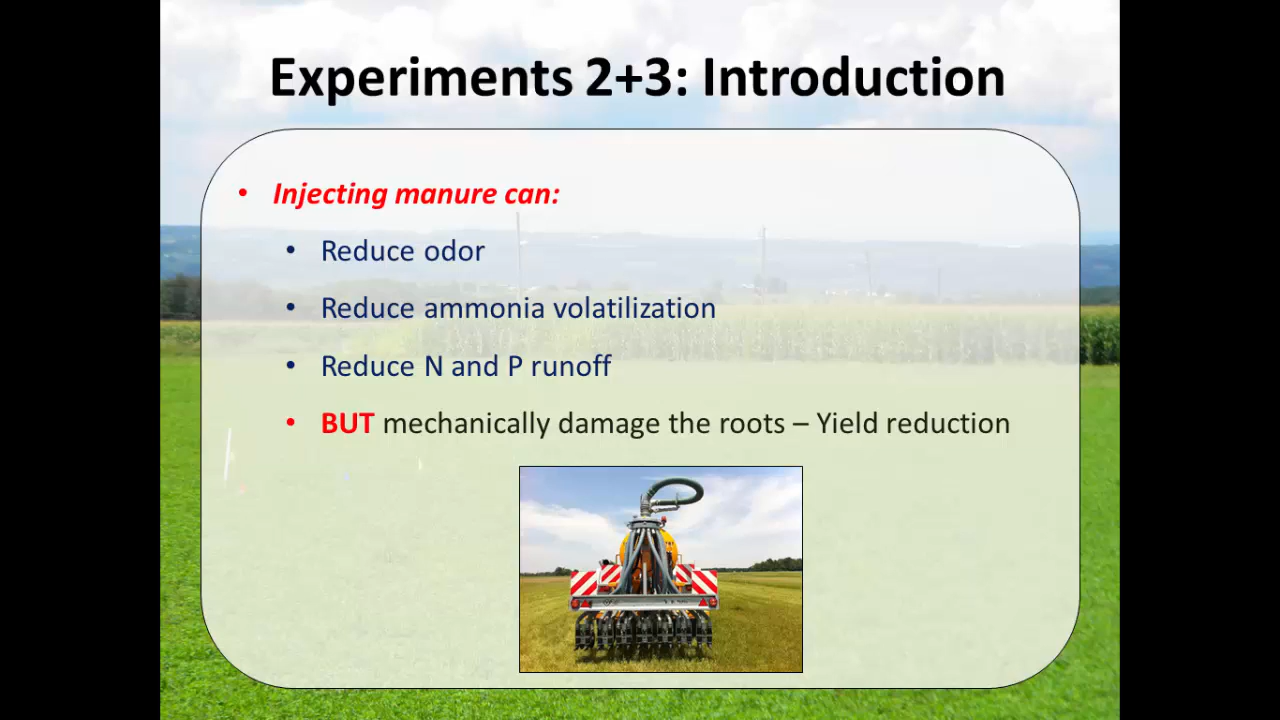 Experiments 2+3: Introduction
• Injecting manure can:
• Reduce odor
• Reduce ammonia volatilization
• Reduce N and P runoff
• BUT mechanically damage the roots – Yield reduction